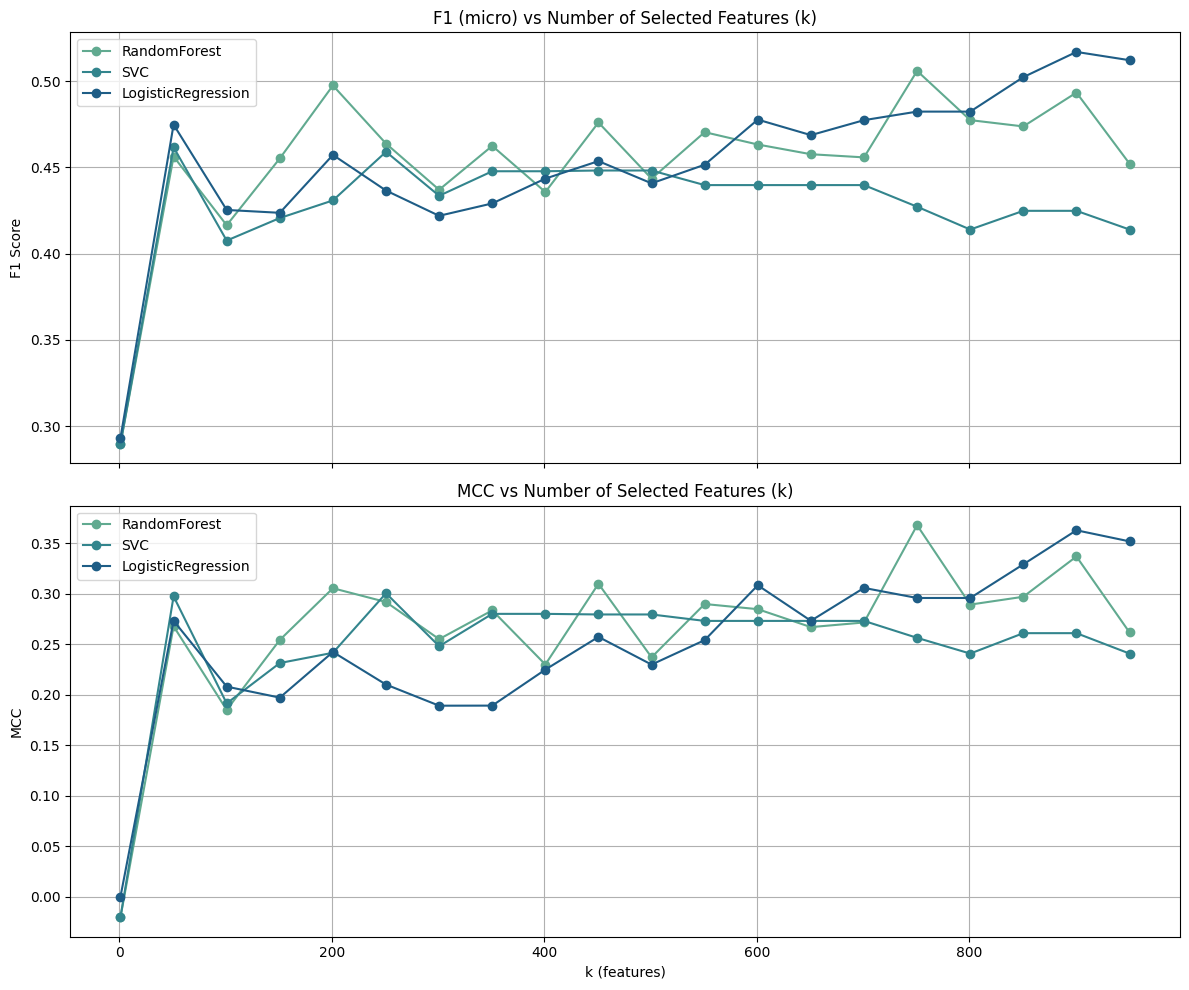 F1 (micro) vs Number of Selected Features (k)
RandomForest
SVC
LogisticRegression
0.50
0.45
0.40
0.35
0.30
F1 Score
MCC vs Number of Selected Features (k)
RandomForest
SVC
LogisticRegression
0.35
0.30
0.25
0.20
0.15
0.10
0.05
0.00
MCC
0 200 400 600 800
k (features)